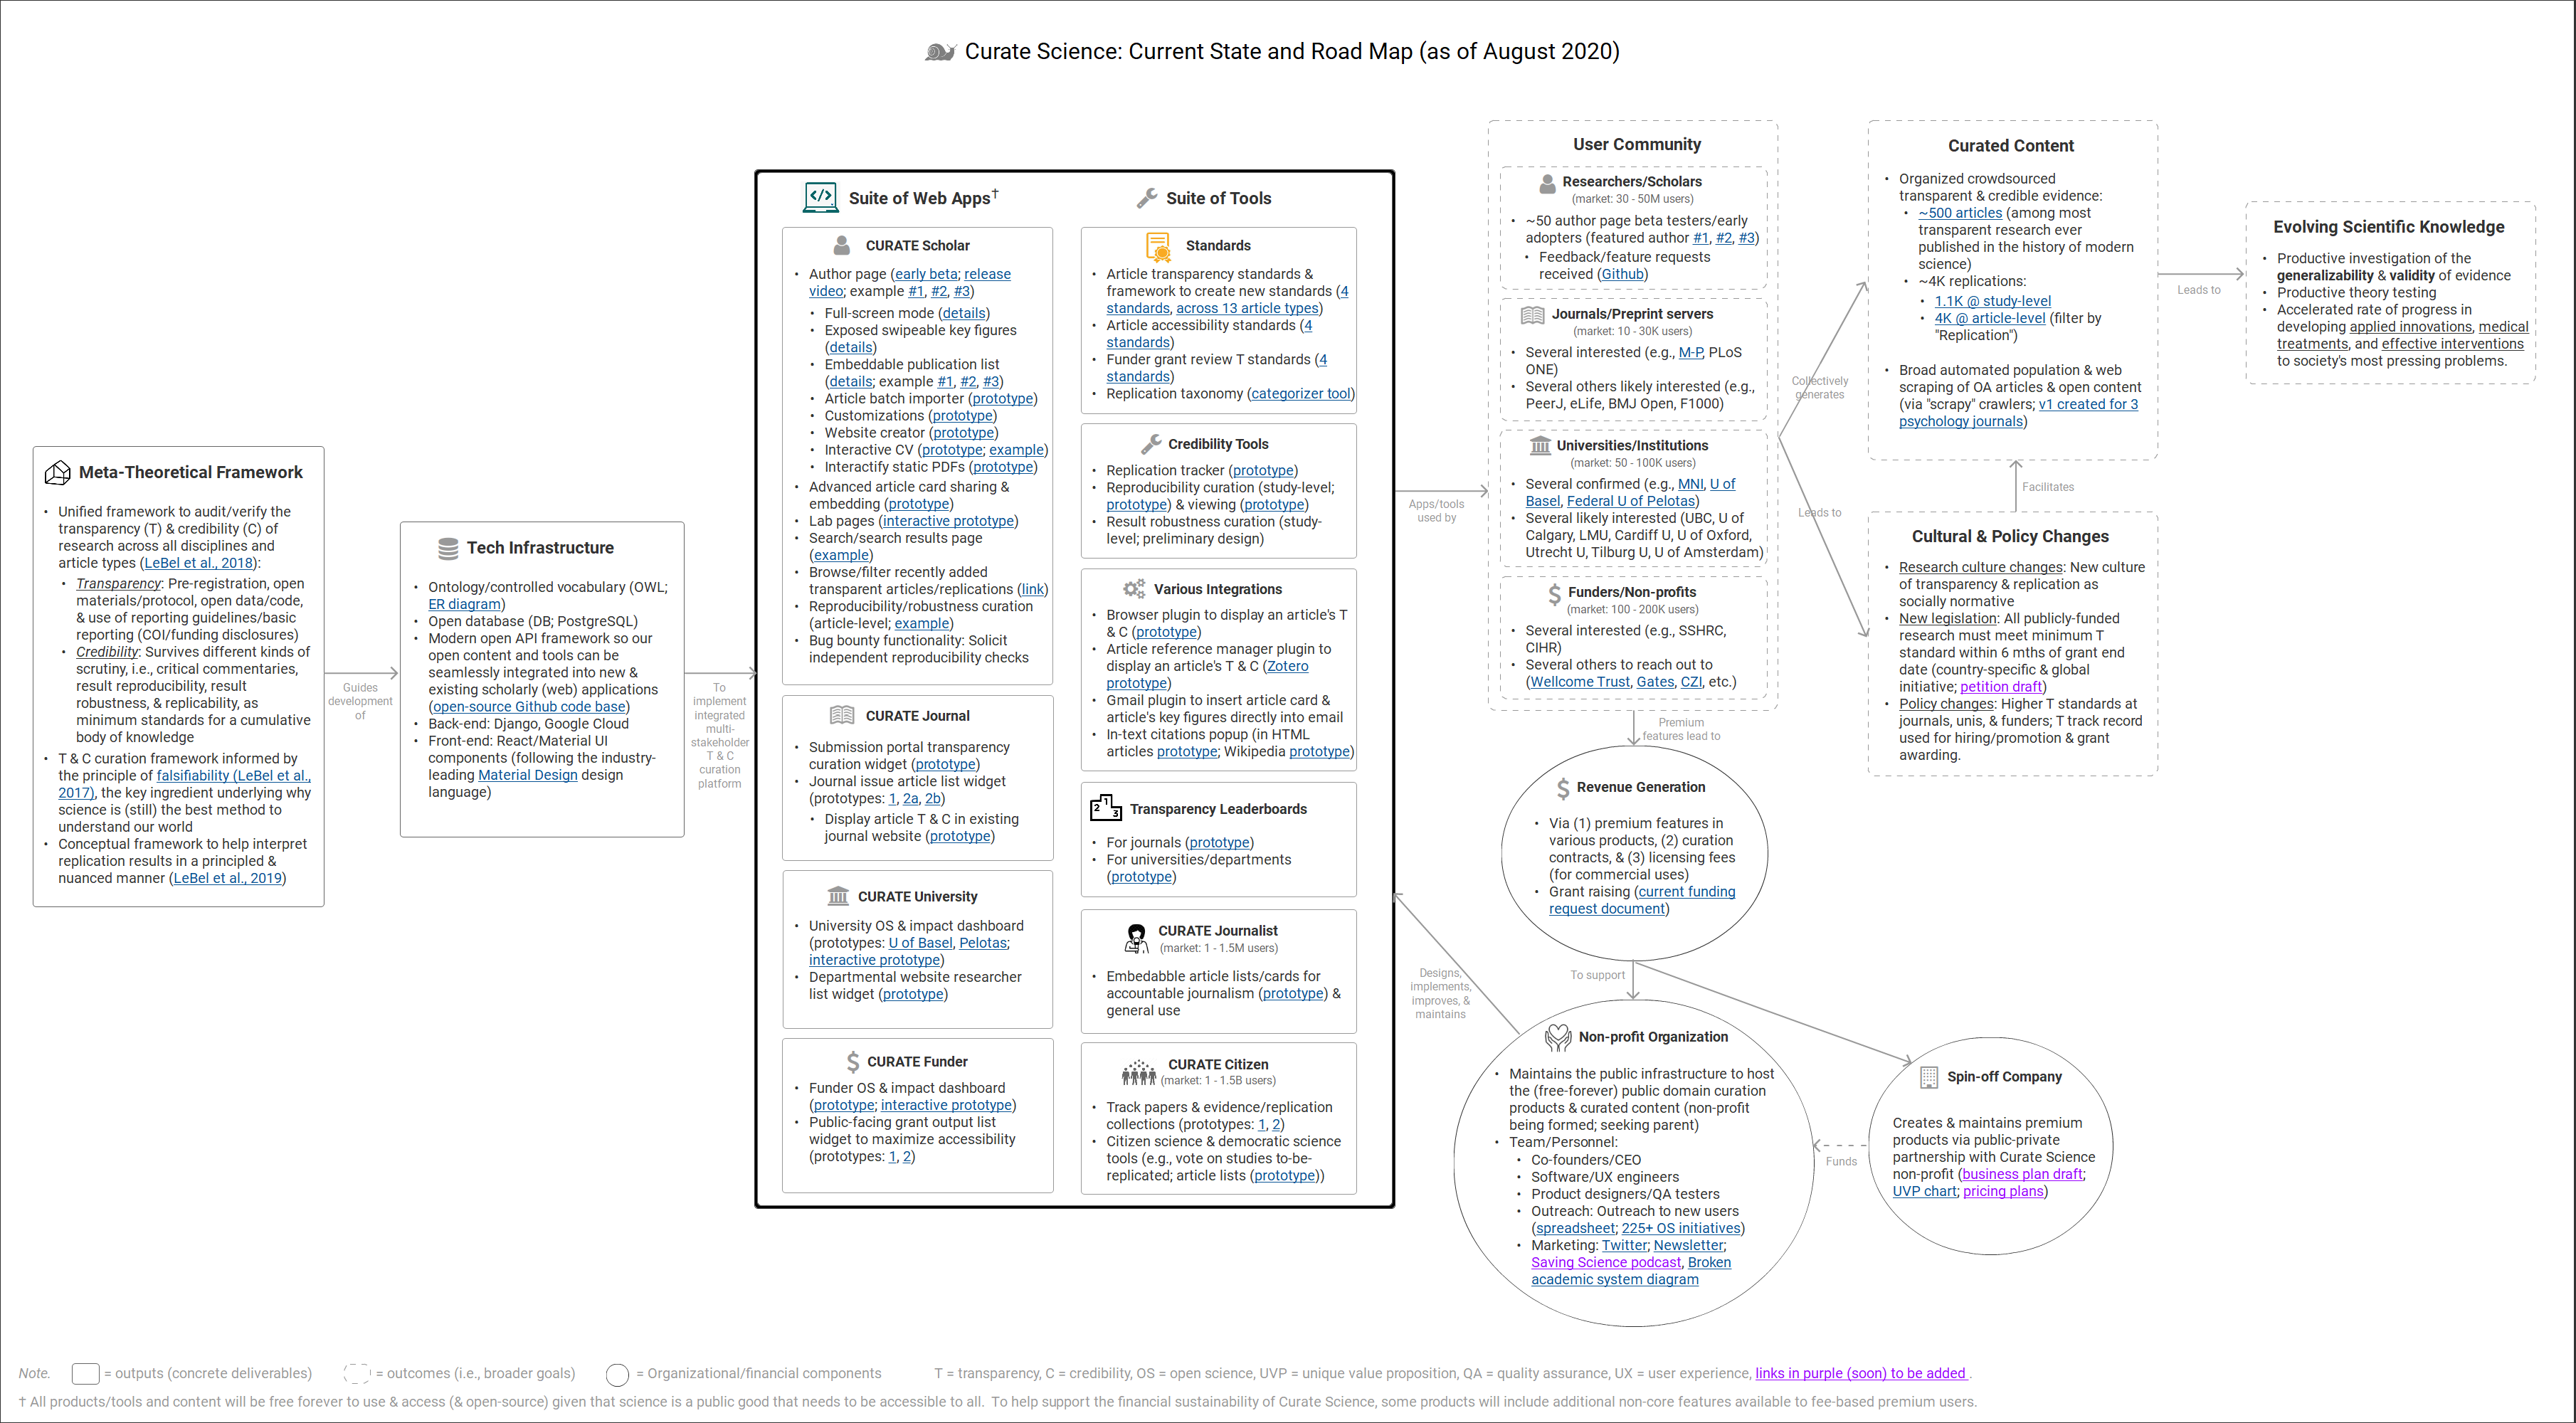 Curate Science: Current State and Road Map (as of August 2020)
Meta-Theoretical Framework
• Unified framework to audit/verify the
transparency (T) & credibility (C) of
research across all disciplines and
article types (LeBel et al., 2018):
• Transparency: Pre-registration, open
materials/protocol, open data/code,
& use of reporting guidelines/basic
reporting (COI/funding disclosures)
• Credibility: Survives different kinds of
scrutiny, i.e., critical commentaries,
result reproducibility, result
robustness, & replicability, as
minimum standards for a cumulative
body of knowledge
• T & C curation framework informed by
the principle of falsifiability (LeBel et al.,
2017), the key ingredient underlying why
science is (still) the best method to
understand our world
• Conceptual framework to help interpret
replication results in a principled &
nuanced manner (LeBel et al., 2019)
Guides
development
of
Tech Infrastructure
• Ontology/controlled vocabulary (OWL;
ER diagram)
• Open database (DB; PostgreSQL)
• Modern open API framework so our
open content and tools can be
seamlessly integrated into new &
existing scholarly (web) applications
(open-source Github code base)
• Back-end: Django, Google Cloud
• Front-end: React/Material UI
components (following the industry-
leading Material Design design
language)
To
implement
integrated
multi-
stakeholder
T & C
curation
platform
Suite of Web Apps†
CURATE Scholar
• Author page (early beta; release
video; example #1, #2, #3)
• Full-screen mode (details)
• Exposed swipeable key figures
(details)
• Embeddable publication list
(details; example #1, #2, #3)
• Article batch importer (prototype)
• Customizations (prototype)
• Website creator (prototype)
• Interactive CV (prototype; example)
• Interactify static PDFs (prototype)
• Advanced article card sharing &
embedding (prototype)
• Lab pages (interactive prototype)
• Search/search results page
(example)
• Browse/filter recently added
transparent articles/replications (link)
• Reproducibility/robustness curation
(article-level; example)
• Bug bounty functionality: Solicit
independent reproducibility checks
CURATE Journal
• Submission portal transparency
curation widget (prototype)
• Journal issue article list widget
(prototypes: 1, 2a, 2b)
• Display article T & C in existing
journal website (prototype)
CURATE University
• University OS & impact dashboard
(prototypes: U of Basel, Pelotas;
interactive prototype)
• Departmental website researcher
list widget (prototype)
CURATE Funder
• Funder OS & impact dashboard
(prototype; interactive prototype)
• Public-facing grant output list
widget to maximize accessibility
(prototypes: 1, 2)
Suite of Tools
Standards
• Article transparency standards &
framework to create new standards (4
standards, across 13 article types)
• Article accessibility standards (4
standards)
• Funder grant review T standards (4
standards)
• Replication taxonomy (categorizer tool)
Credibility Tools
• Replication tracker (prototype)
• Reproducibility curation (study-level;
prototype) & viewing (prototype)
• Result robustness curation (study-
level; preliminary design)
Various Integrations
• Browser plugin to display an article's T
& C (prototype)
• Article reference manager plugin to
display an article's T & C (Zotero
prototype)
• Gmail plugin to insert article card &
article's key figures directly into email
• In-text citations popup (in HTML
articles prototype; Wikipedia prototype)
2 1 3
Transparency Leaderboards
• For journals (prototype)
• For universities/departments
(prototype)
CURATE Journalist
(market: 1 - 1.5M users)
• Embedabble article lists/cards for
accountable journalism (prototype) &
general use
CURATE Citizen
(market: 1 - 1.5B users)
• Track papers & evidence/replication
collections (prototypes: 1, 2)
• Citizen science & democratic science
tools (e.g., vote on studies to-be-
replicated; article lists (prototype))
Apps/tools
used by
User Community
Researchers/Scholars
(market: 30 - 50M users)
• ~50 author page beta testers/early
adopters (featured author #1, #2, #3)
• Feedback/feature requests
received (Github)
Journals/Preprint servers
(market: 10 - 30K users)
• Several interested (e.g., M-P, PLoS
ONE)
• Several others likely interested (e.g.,
PeerJ, eLife, BMJ Open, F1000)
Universities/Institutions
(market: 50 - 100K users)
• Several confirmed (e.g., MNI, U of
Basel, Federal U of Pelotas)
• Several likely interested (UBC, U of
Calgary, LMU, Cardiff U, U of Oxford,
Utrecht U, Tilburg U, U of Amsterdam)
Funders/Non-profits
(market: 100 - 200K users)
• Several interested (e.g., SSHRC,
CIHR)
• Several others to reach out to
(Wellcome Trust, Gates, CZI, etc.)
Premium
features lead to
Revenue Generation
• Via (1) premium features in
various products, (2) curation
contracts, & (3) licensing fees
(for commercial uses)
• Grant raising (current funding
request document)
To support
Designs,
implements,
improves, &
maintains
Non-profit Organization
• Maintains the public infrastructure to host
the (free-forever) public domain curation
products & curated content (non-profit
being formed; seeking parent)
• Team/Personnel:
• Co-founders/CEO
• Software/UX engineers
• Product designers/QA testers
• Outreach: Outreach to new users
(spreadsheet; 225+ OS initiatives)
• Marketing: Twitter; Newsletter;
Saving Science podcast, Broken
academic system diagram
Funds
Spin-off Company
Creates & maintains premium
products via public-private
partnership with Curate Science
non-profit (business plan draft;
UVP chart; pricing plans)
Collectively
generates
Leads to
Curated Content
• Organized crowdsourced
transparent & credible evidence:
• ~500 articles (among most
transparent research ever
published in the history of modern
science)
• ~4K replications:
• 1.1K @ study-level
• 4K @ article-level (filter by
"Replication")
• Broad automated population & web
scraping of OA articles & open content
(via "scrapy" crawlers; v1 created for 3
psychology journals)
Facilitates
Cultural & Policy Changes
• Research culture changes: New culture
of transparency & replication as
socially normative
• New legislation: All publicly-funded
research must meet minimum T
standard within 6 mths of grant end
date (country-specific & global
initiative; petition draft)
• Policy changes: Higher T standards at
journals, unis, & funders; T track record
used for hiring/promotion & grant
awarding.
Leads to
Evolving Scientific Knowledge
• Productive investigation of the
generalizability & validity of evidence
• Productive theory testing
• Accelerated rate of progress in
developing applied innovations, medical
treatments, and effective interventions
to society's most pressing problems.
Note. = outputs (concrete deliverables) = outcomes (i.e., broader goals) = Organizational/financial components T = transparency, C = credibility, OS = open science, UVP = unique value proposition, QA = quality assurance, UX = user experience, links in purple (soon) to be added .
† All products/tools and content will be free forever to use & access (& open-source) given that science is a public good that needs to be accessible to all. To help support the financial sustainability of Curate Science, some products will include additional non-core features available to fee-based premium users.